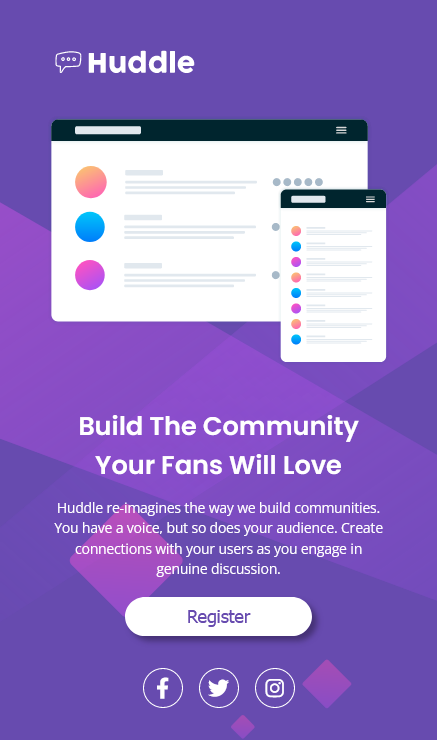 Huddle
Build The Community
Your Fans Will Love
Huddle re-imagines the way we build communities.
You have a voice, but so does your audience. Create
connections with your users as you engage in
genuine discussion.
Register